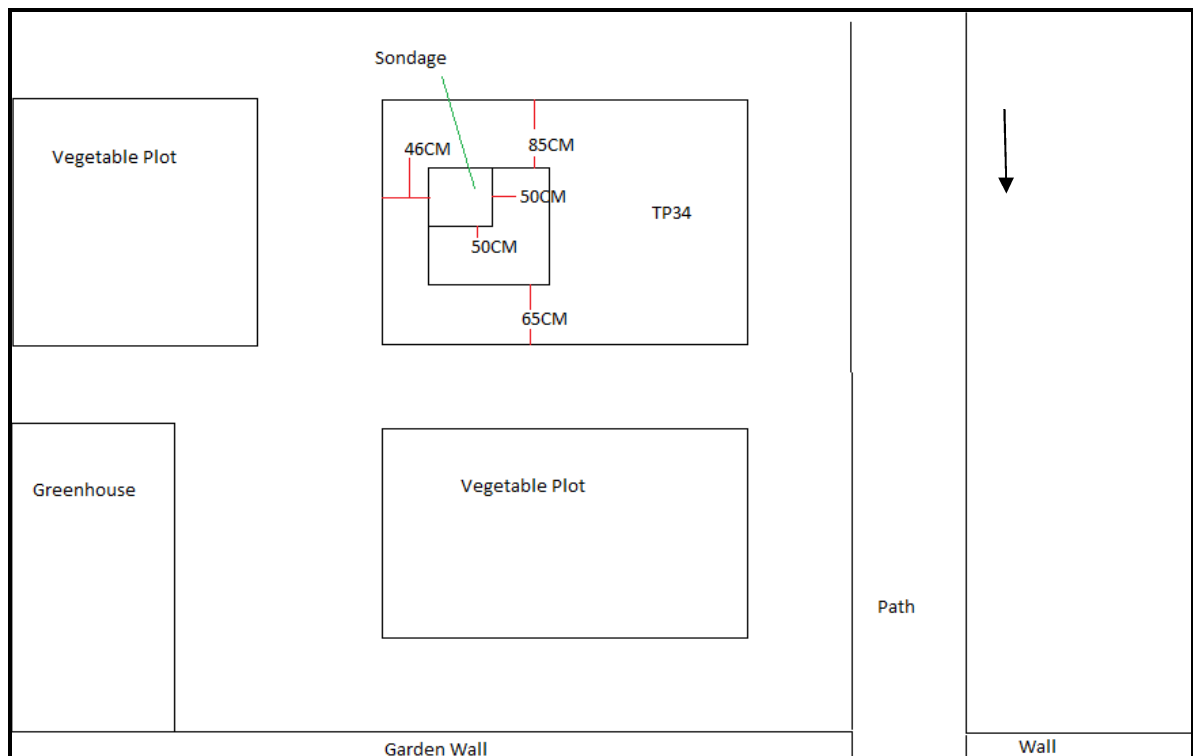 Sondage
Vegetable Plot
46CM
85CM
50CM
TP34
50CM
65CM
Greenhouse
Vegetable Plot
Path
Garden Wall
Wall